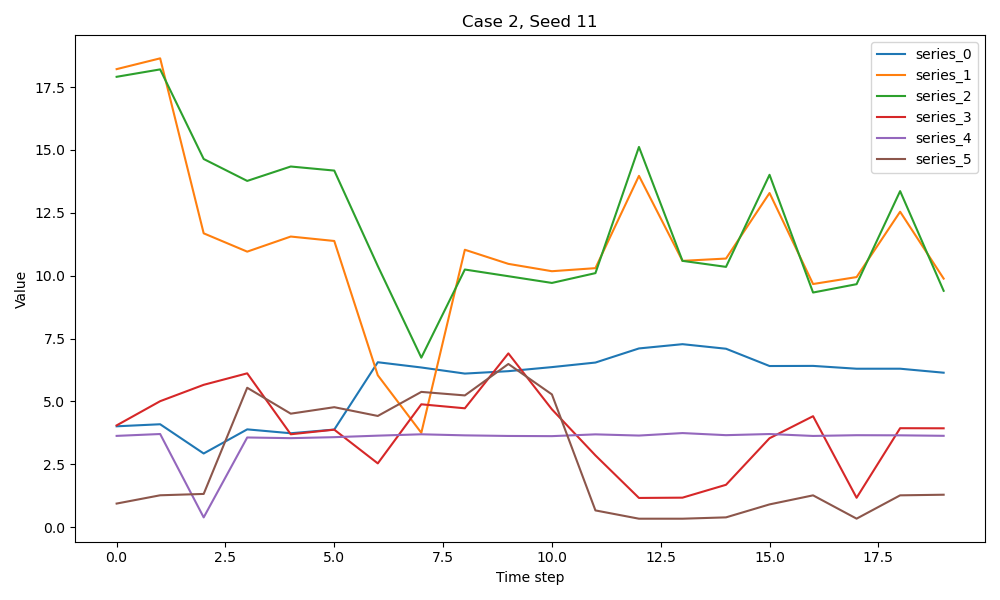 Case 2, Seed 11
series_0
series_1
series_2
series_3
series_4
series_5
Value
17.5
15.0
12.5
10.0
7.5
5.0
2.5
0.0
0.0 2.5 5.0 7.5 10.0 12.5 15.0 17.5
Time step